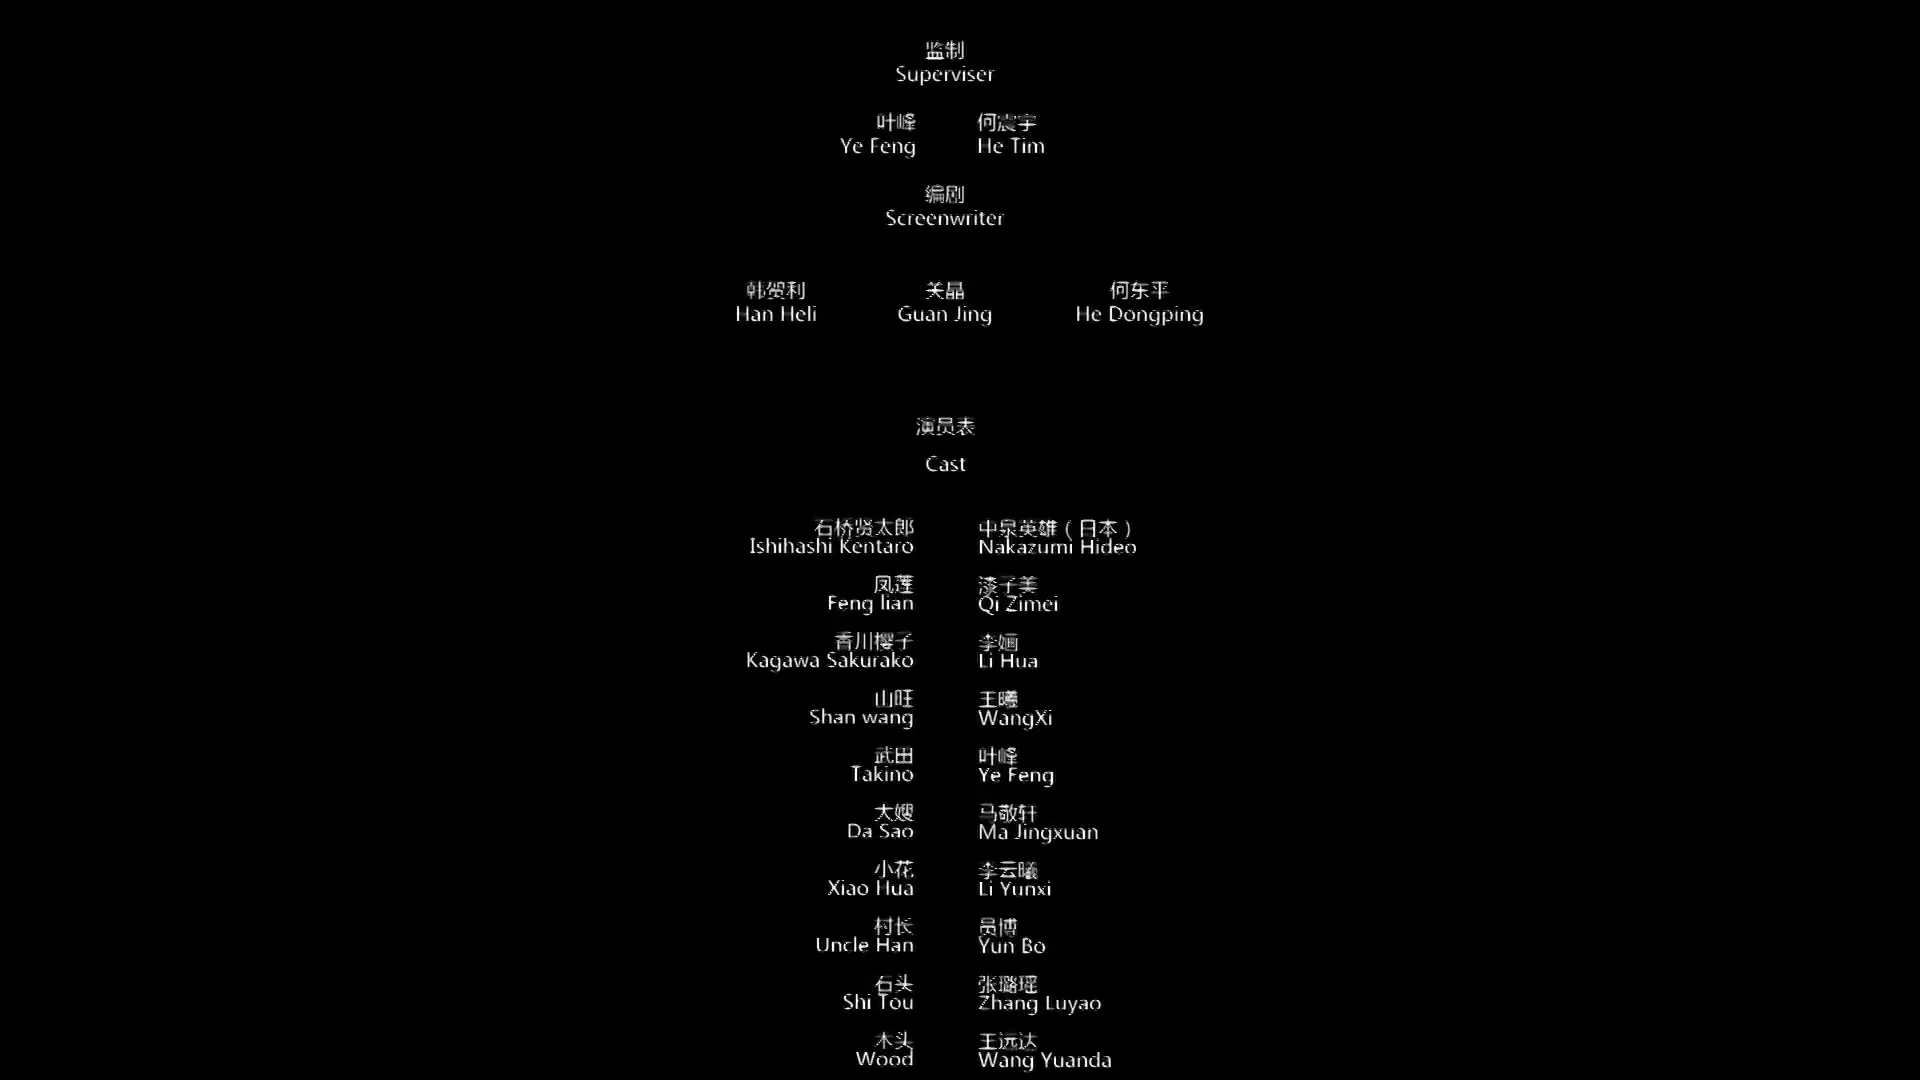 监制
Superviser
叶峰 何震宇
Ye Feng He Tim
编剧
Screenwriter
韩贺利 关晶 何东平
Han Heli Guan Jing He Dongping
演员表
Cast
石桥贤太郎 中泉英雄（日本）
Ishihashi Kentaro Nakazumi Hideo
凤莲 漆子美
Feng lian Qi Zimei
香川樱子 李婳
Kagawa Sakurako Li Hua
山旺 王曦
Shan wang WangXi
武田 叶峰
Takino Ye Feng
大嫂 马敬轩
Da Sao Ma Jingxuan
小花 李云曦
Xiao Hua Li Yunxi
村长 员博
Uncle Han Yun Bo
石头 张璐瑶
Shi Tou Zhang Luyao
木头 王远达
Wood Wang Yuanda